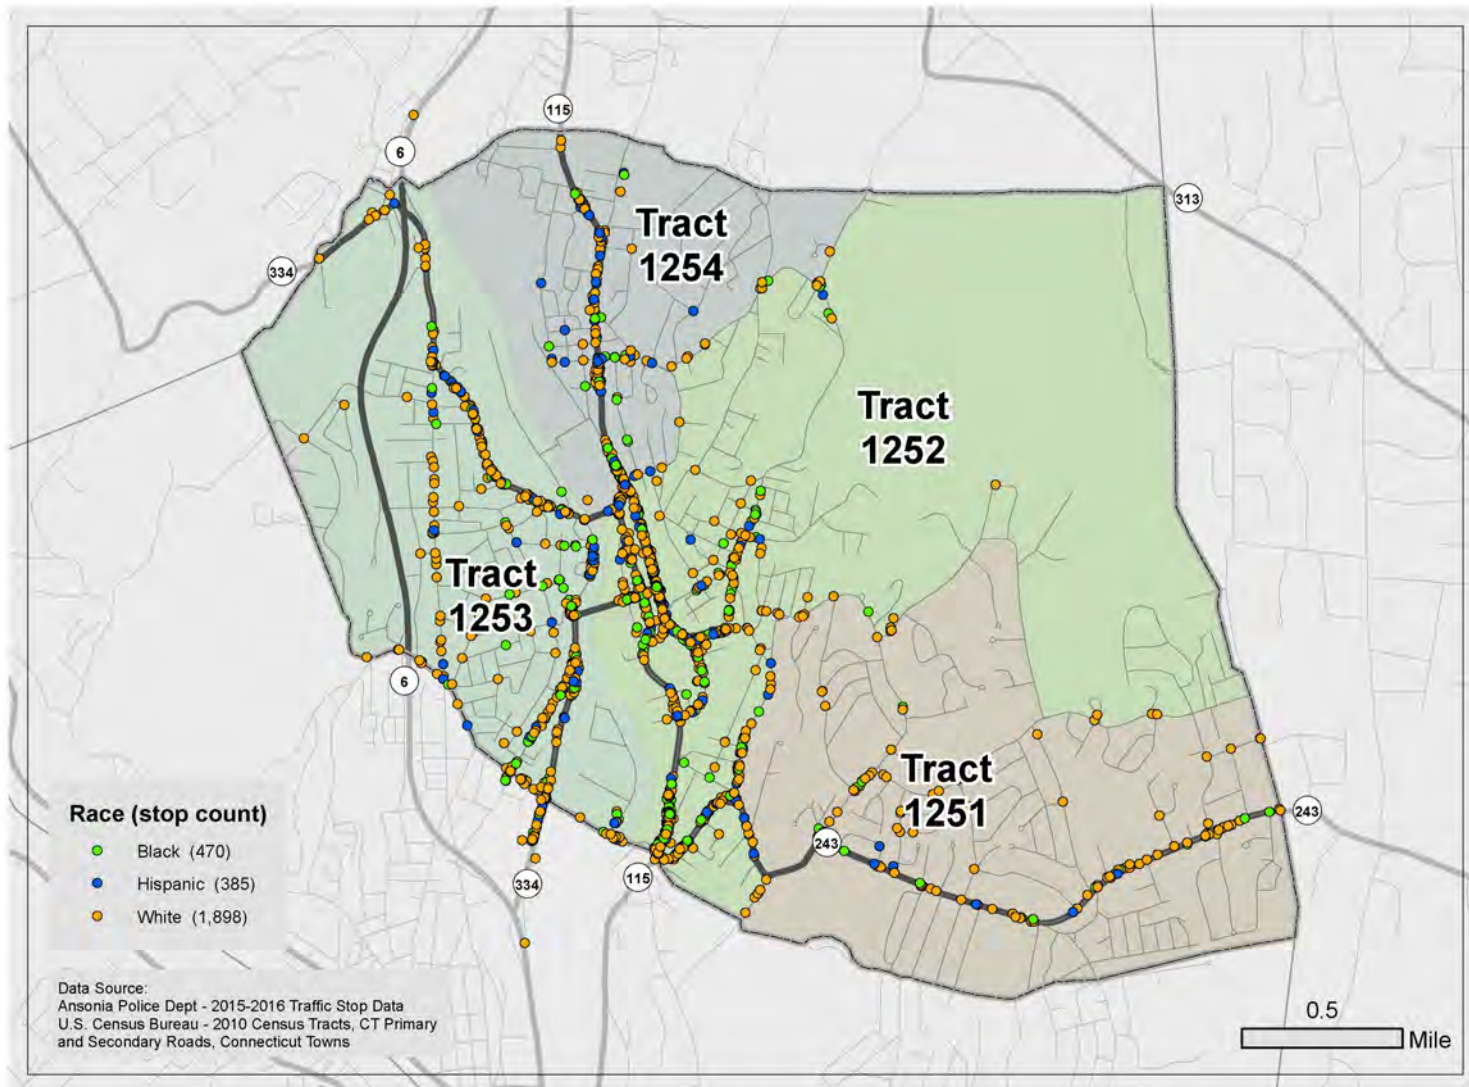 115
6
313
334
Tract
1254
Tract
1252
Tract
1253
6
Tract
1251
243
243
334
115
Race (stop count)
Black (470)
Hispanic (385)
White (1,898)
Data Source:
Ansonia Police Dept - 2015-2016 Traffic Stop Data
U.S. Census Bureau - 2010 Census Tracts, CT Primary
and Secondary Roads, Connecticut Towns
0.5
Mile